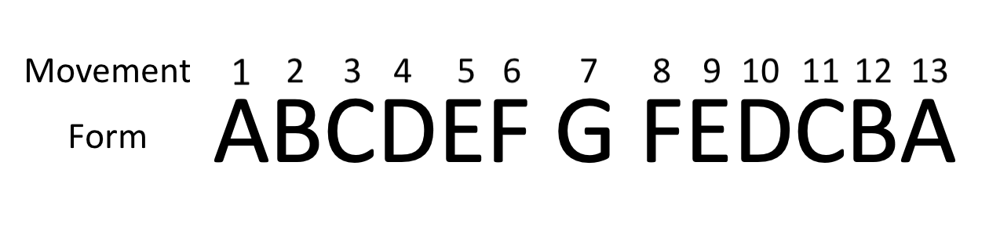 Movement 1 2 3 4 5 6 7 8 9 10 11 12 13
Form ABCDEF G FEDCBA